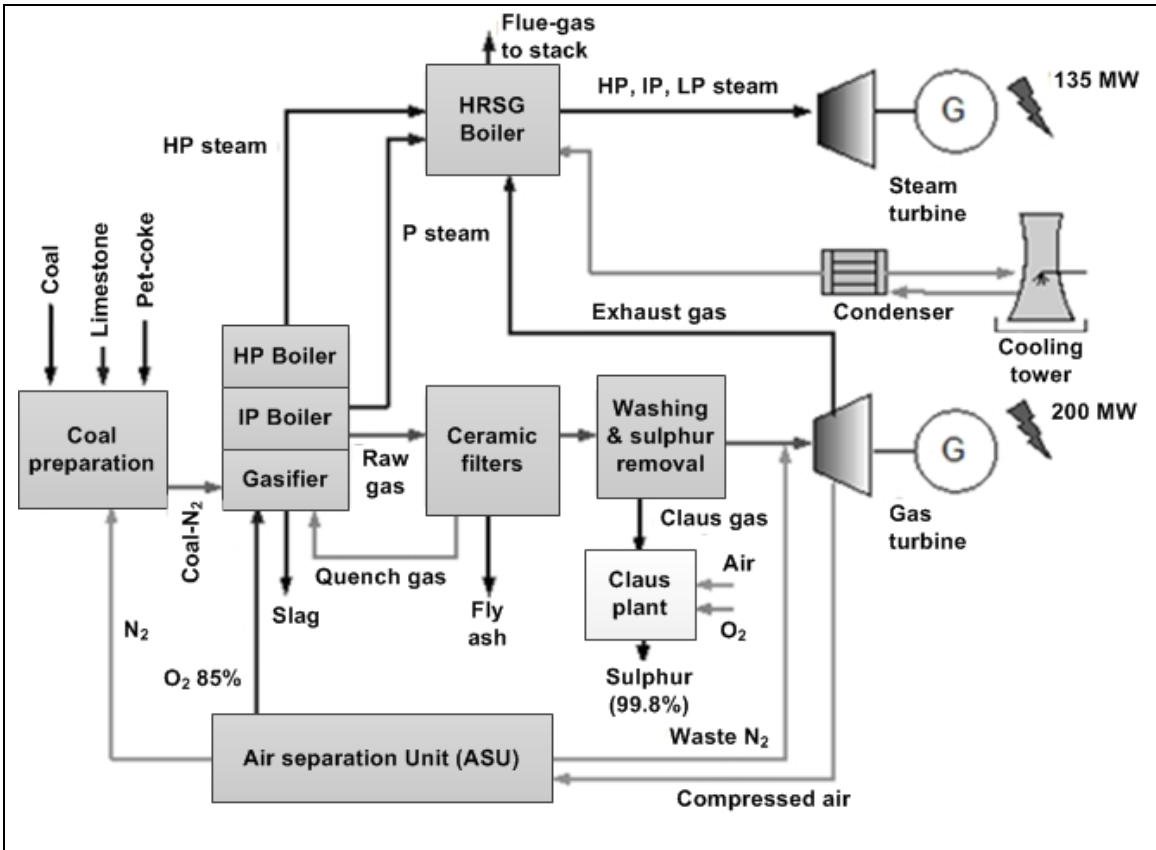 Flue-gas
to stack
HRSG
Boiler
HP, IP, LP steam
G
135 MW
Steam
turbine
HP steam
P steam
Coal
Limestone
Pet-coke
Exhaust gas
Condenser
Cooling
tower
HP Boiler
IP Boiler
Gasifier
Coal
preparation
Coal-N₂
Raw
gas
Ceramic
filters
Washing
& sulphur
removal
G
200 MW
Gas
turbine
Quench gas
Slag
Fly
ash
Claus gas
Claus
plant
Air
O₂
Sulphur
(99.8%)
N₂
O₂ 85%
Air separation Unit (ASU)
Waste N₂
Compressed air